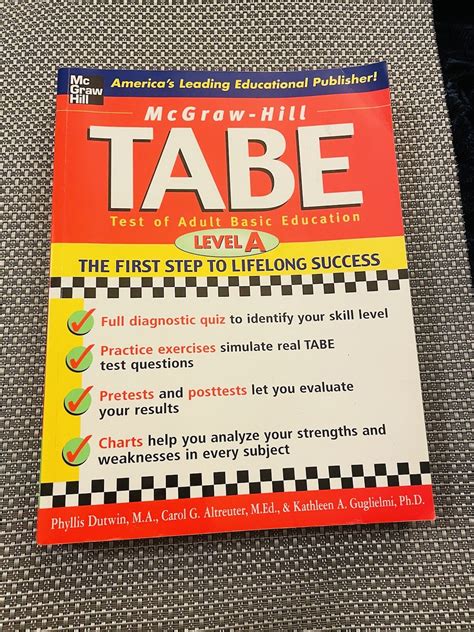 Mc
Graw
Hill
America's Leading Educational Publisher!
McGraw-Hill
TABE
Test of Adult Basic Education
LEVEL A
THE FIRST STEP TO LIFELONG SUCCESS
Full diagnostic quiz to identify your skill level
Practice exercises simulate real TABE
test questions
Pretests and posttests let you evaluate
your results
Charts help you analyze your strengths and
weaknesses in every subject
Phyllis Dutwin, M.A., Carol G. Altreuter, M.Ed., & Kathleen A. Guglielmi, Ph.D.